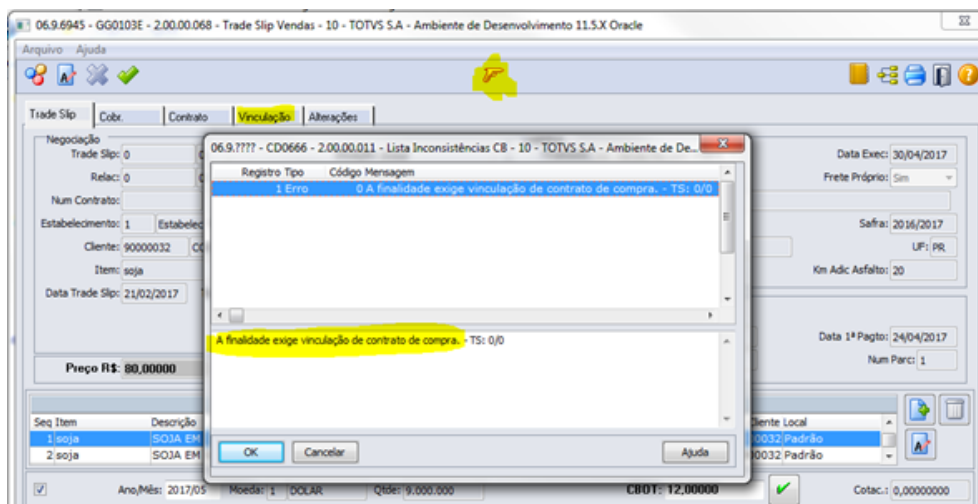 06.9.6945 - GG0103E - 2.00.00.068 - Trade Slip Vendas - 10 - TOTVS S.A - Ambiente de Desenvolvimento 11.5.X Oracle
Arquivo Ajuda
Trade Slip Cobr. Contrato Vinculação Alterações
Negociação
Trade Slip: 0
Data Exec: 30/04/2017
Relac: 0
Frete Próprio: Sim
Num Contrato:
Estabelecimento: 1
Safra: 2016/2017
Cliente: 90000032
UF: PR
Item: soja
Km Adic Asfalto: 20
Data Trade Slip: 21/02/2017
Data 1ª Pagto: 24/04/2017
Num Parc: 1
Preço R$: 80,00000
06.9.???? - CD0666 - 2.00.00.011 - Lista Inconsistências CB - 10 - TOTVS S.A - Ambiente de De...
Registro Tipo Código Mensagem
1 Erro 0 A finalidade exige vinculação de contrato de compra. - TS: 0/0
A finalidade exige vinculação de contrato de compra. - TS: 0/0
OK Cancelar Ajuda
Seq Item Descrição Cliente Local
1 soja SOJA EM 00032 Padrão
2 soja SOJA EM 00032 Padrão
Ano/Mês: 2017/05 Moeda: 1 DOLAR Qtde: 9.000.000 CBOT: 12,00000 Cotac.: 0,00000000